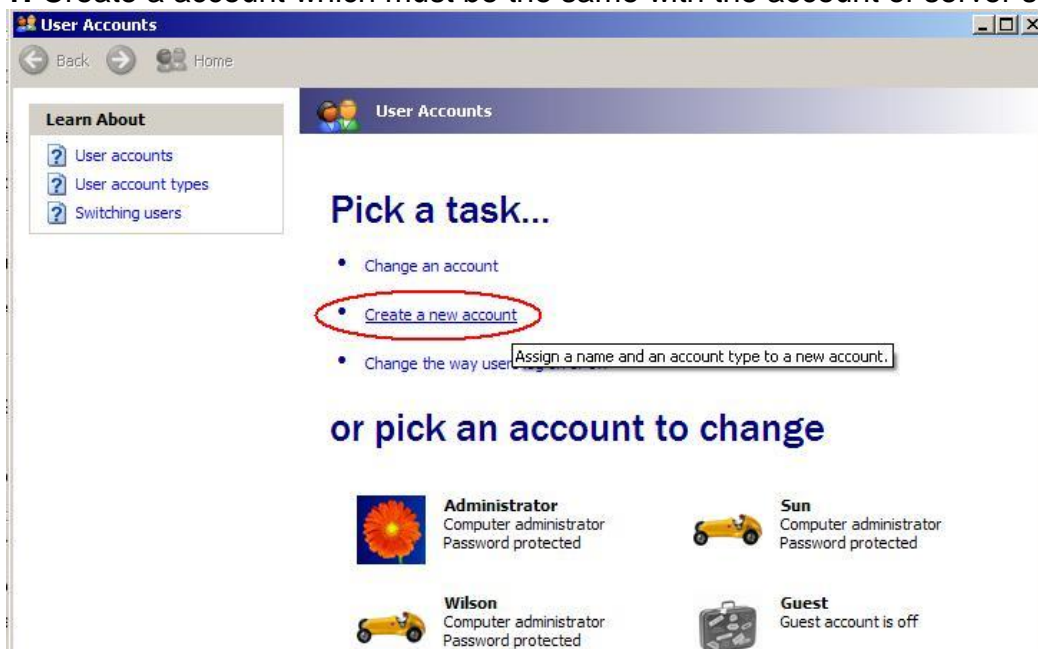 Create a account which must be the same with the account of server
User Accounts
Back Home
Learn About
User accounts
User account types
Switching users
User Accounts
Pick a task...
Change an account
Create a new account
Assign a name and an account type to a new account.
Change the way
or pick an account to change
Administrator
Computer administrator
Password protected
Sun
Computer administrator
Password protected
Wilson
Computer administrator
Password protected
Guest
Guest account is off